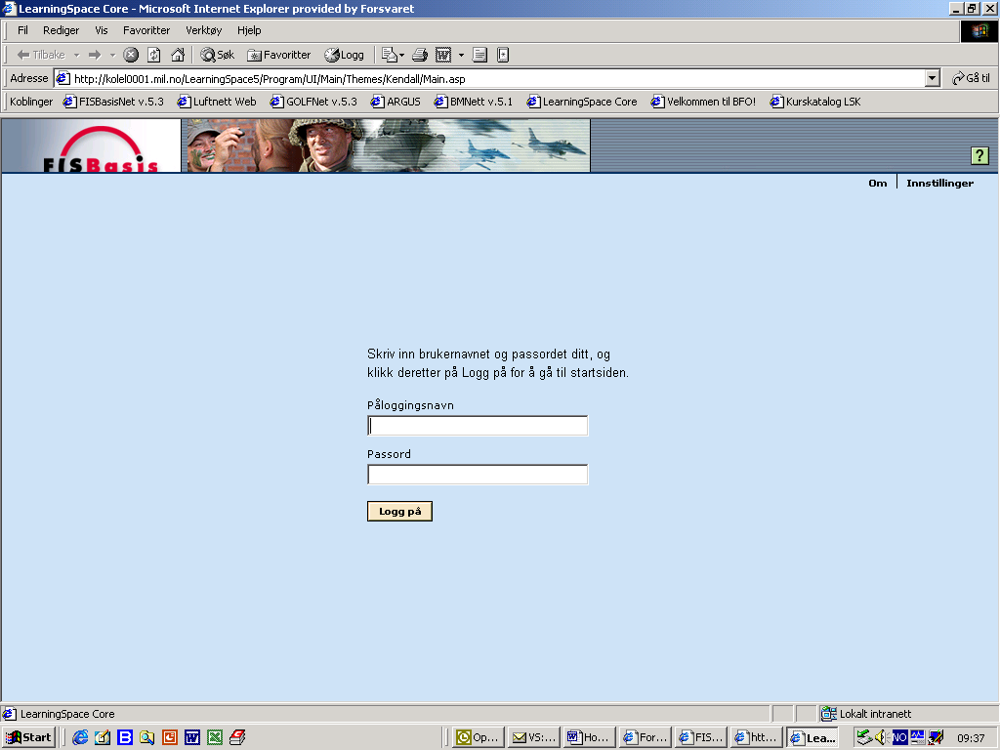 LearningSpace Core - Microsoft Internet Explorer provided by Forsvaret
Fil Rediger Vis Favoritter Verktøy Hjelp
Tilbake Søk Favoritter Logg
Adresse http://kolel0001.mil.no/LearningSpace5/Program/UI/Main/Themes/Kendall/Main.asp Gå til
Koblinger FISBasisNet v.5.3 Luftnett Web GOLFNet v.5.3 ARGUS BMNett v.5.1 LearningSpace Core Velkommen til BFO! Kurskatalog LSK
FISBasis
?
Om Innstillinger
Skriv inn brukernavnet og passordet ditt, og
klikk deretter på Logg på for å gå til startsiden.
Påloggingsnavn
Passord
Logg på
LearningSpace Core Lokalt intranett
Start Op... VS:... Ho... For... FIS... htt... Lea... NO 09:37